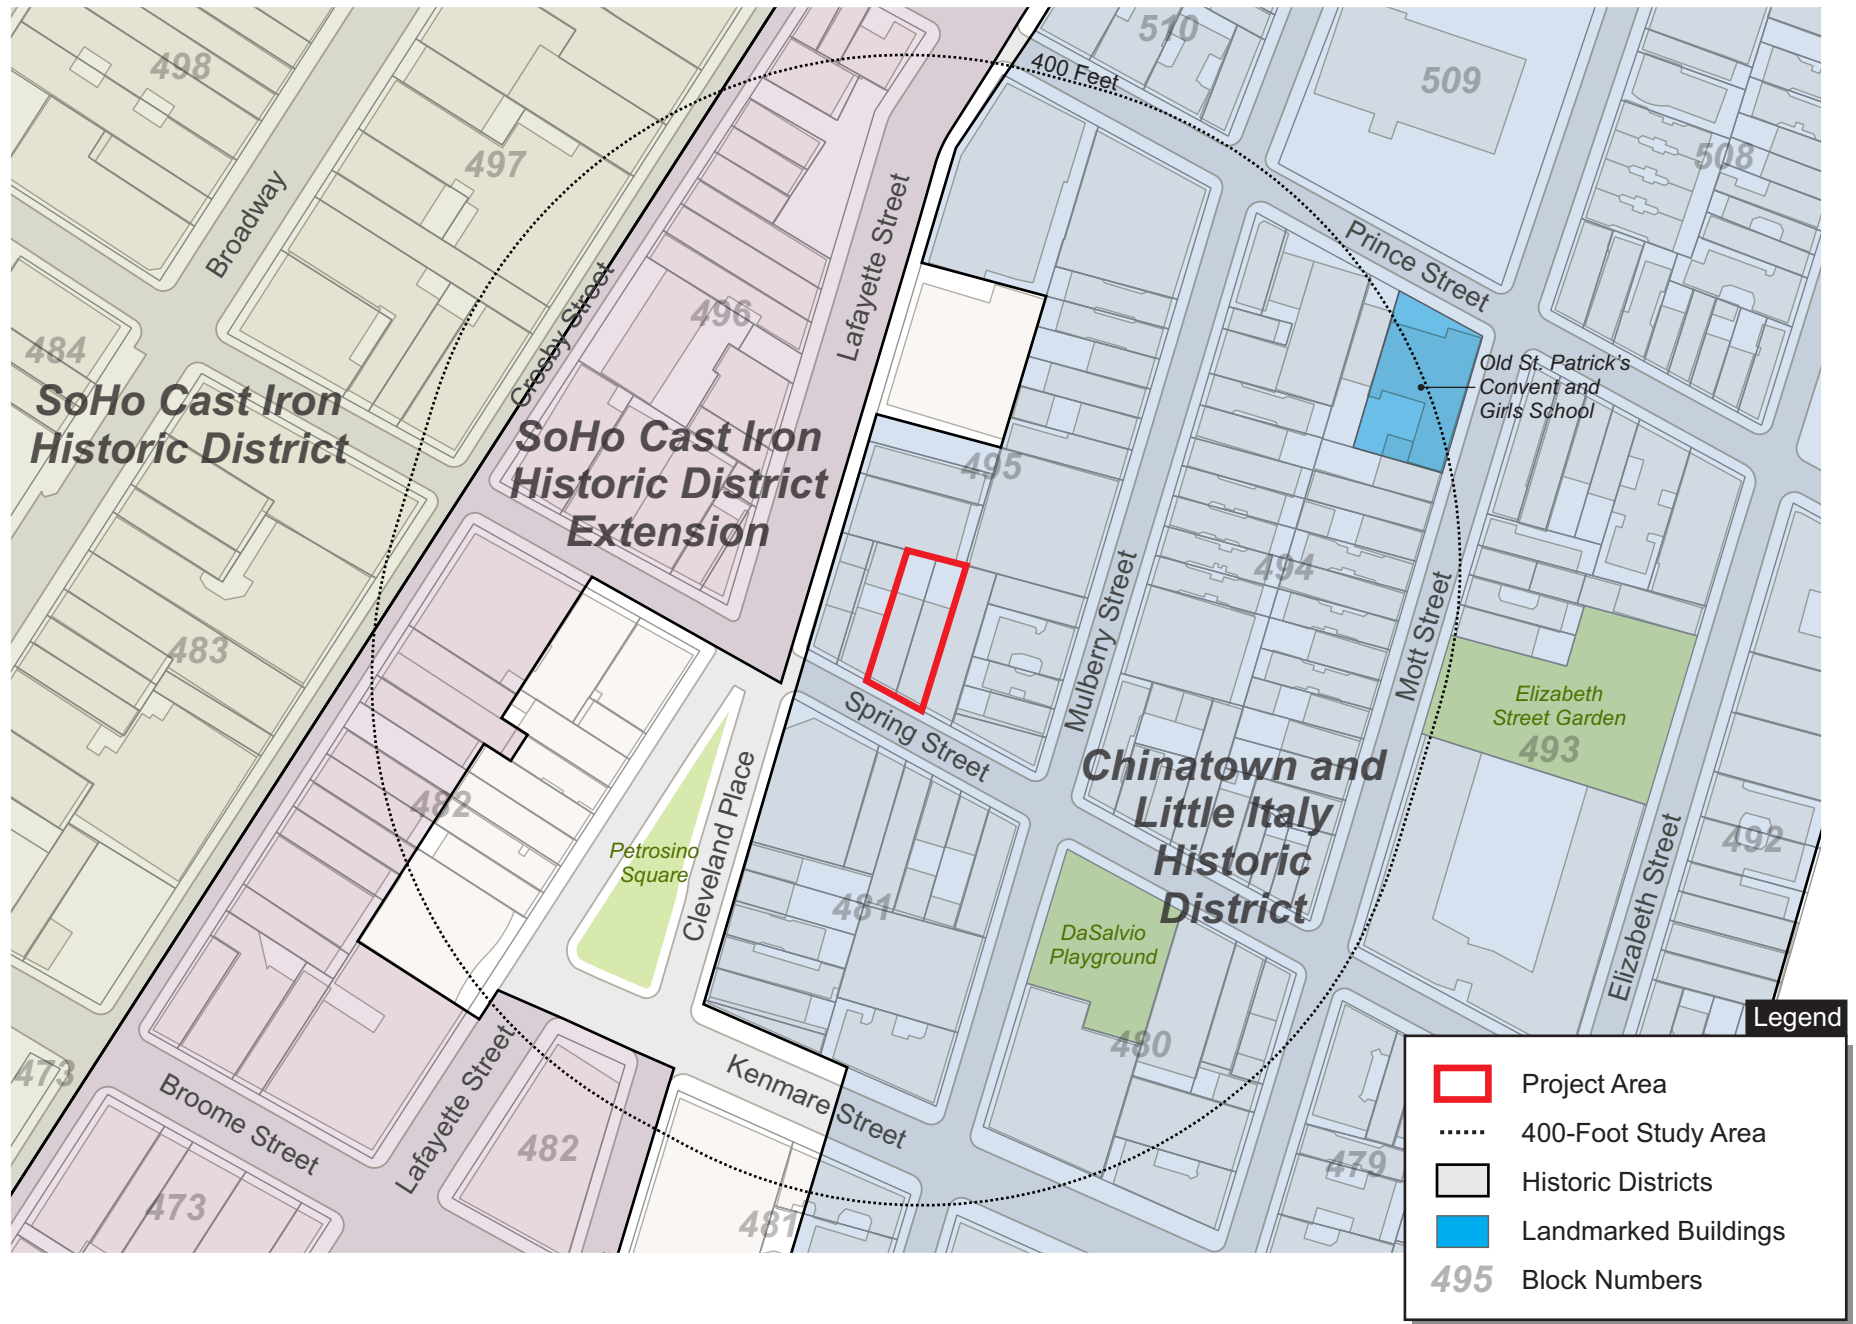 510
498
400 Feet
509
497
508
Broadway
Lafayette Street
Prince Street
Crosby Street
496
484
Old St. Patrick's
Convent and
Girls School
SoHo Cast Iron
Historic District
SoHo Cast Iron
Historic District
Extension
495
494
Mulberry Street
Mott Street
483
Elizabeth
Street Garden
493
Spring Street
Chinatown and
Little Italy
Historic
District
482
Cleveland Place
Petrosino
Square
492
481
Elizabeth Street
DaSalvio
Playground
480
Kenmare Street
473
Broome Street
Lafayette Street
482
479
473
481
Legend
Project Area
400-Foot Study Area
Historic Districts
Landmarked Buildings
495 Block Numbers